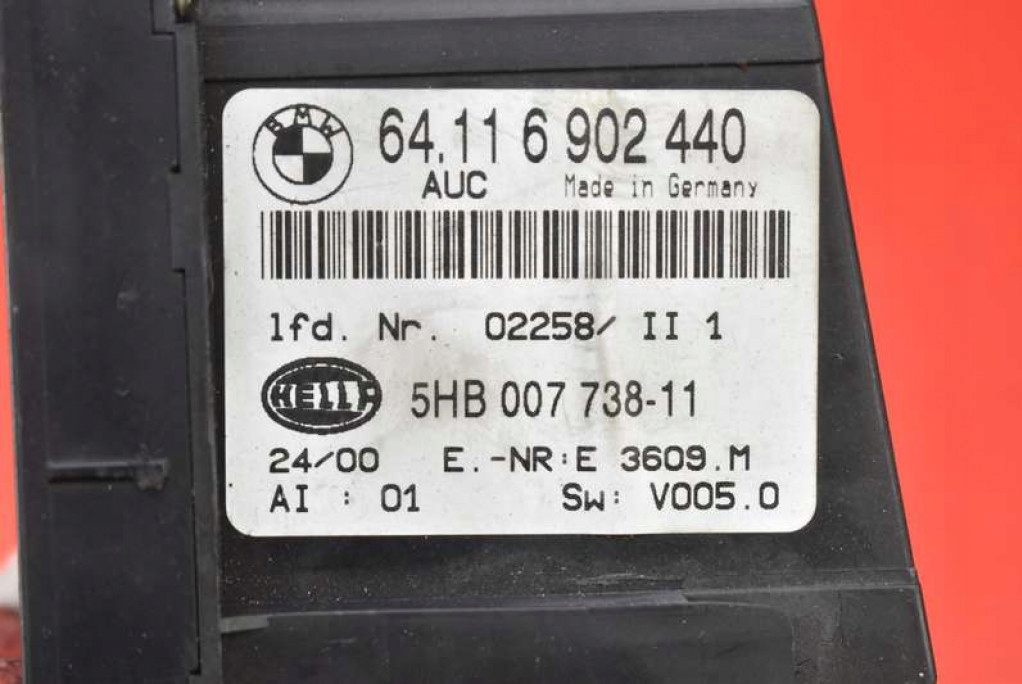 BMW 64.11 6 902 440
AUC Made in Germany
lfd. Nr. 02258/ II 1
HELLA 5HB 007 738-11
24/00 E.-NR:E 3609.M
AI : 01 Sw: V005.0